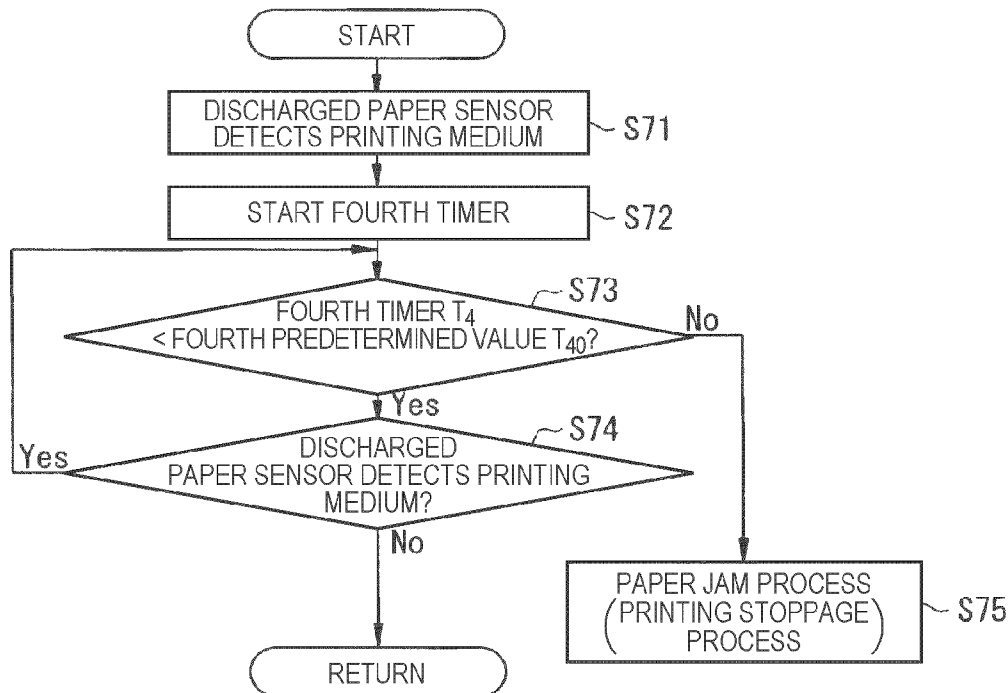 START
DISCHARGED PAPER SENSOR
DETECTS PRINTING MEDIUM
S71
START FOURTH TIMER
S72
S73
FOURTH TIMER T4
< FOURTH PREDETERMINED VALUE T40?
No
Yes
S74
Yes
DISCHARGED
PAPER SENSOR DETECTS PRINTING
MEDIUM?
No
PAPER JAM PROCESS
(PRINTING STOPPAGE)
PROCESS
S75
RETURN